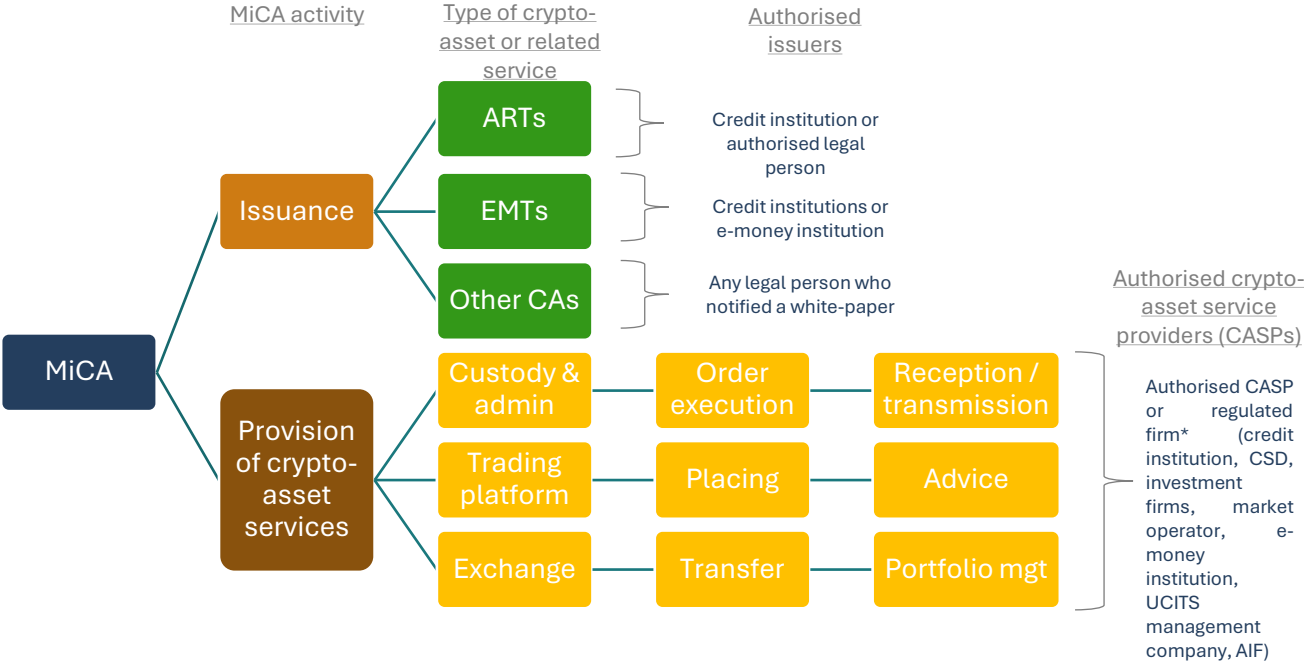 MiCA activity
Type of crypto-
asset or related
service
Authorised
issuers
ARTs
Credit institution or
authorised legal
person
Issuance
EMTs
Credit institutions or
e-money institution
Other CAs
Any legal person who
notified a white-paper
Authorised crypto-
asset service
providers (CASPs)
MiCA
Provision
of crypto-
asset
services
Custody &
admin
Order
execution
Reception /
transmission
Trading
platform
Placing
Advice
Exchange
Transfer
Portfolio mgt
Authorised CASP
or regulated
firm* (credit
institution, CSD,
investment
firms, market
operator, e-
money
institution,
UCITS
management
company, AIF)